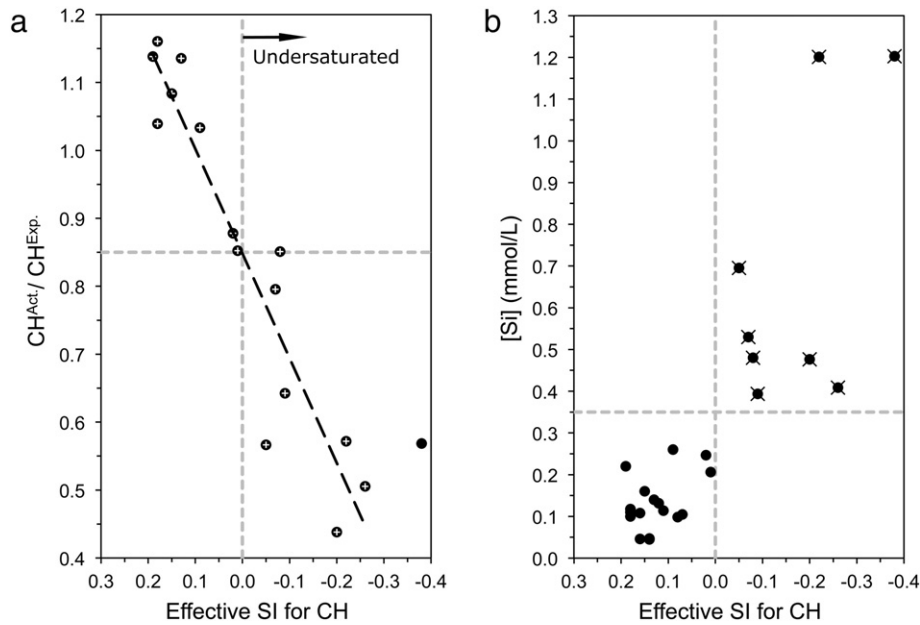 a
Undersaturated
CH^Act./ CH^Exp.
1.2
1.1
1.0
0.9
0.8
0.7
0.6
0.5
0.4
0.3 0.2 0.1 0.0 -0.1 -0.2 -0.3 -0.4
Effective SI for CH
b
[Si] (mmol/L)
1.3
1.2
1.1
1.0
0.9
0.8
0.7
0.6
0.5
0.4
0.3
0.2
0.1
0.0
0.3 0.2 0.1 0.0 -0.1 -0.2 -0.3 -0.4
Effective SI for CH